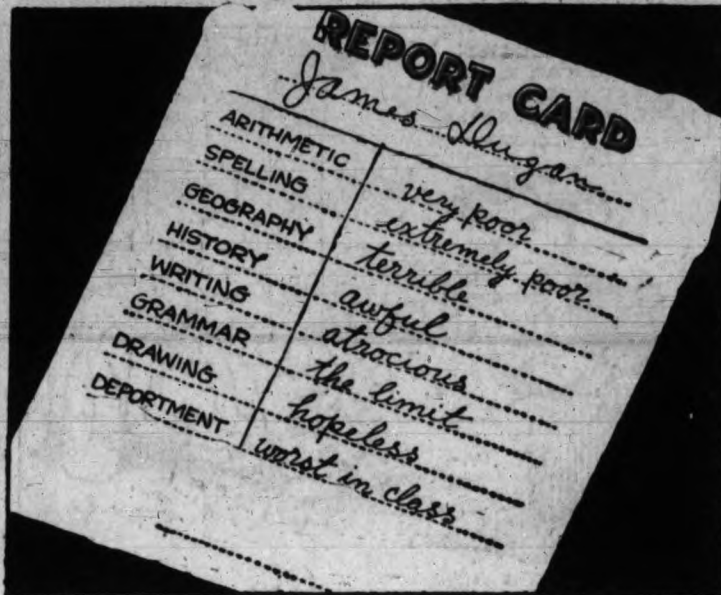 REPORT CARD
James Dugan
ARITHMETIC very poor
SPELLING extremely poor
GEOGRAPHY terrible
HISTORY awful
WRITING atrocious
GRAMMAR the limit
DRAWING hopeless
DEPORTMENT worst in class